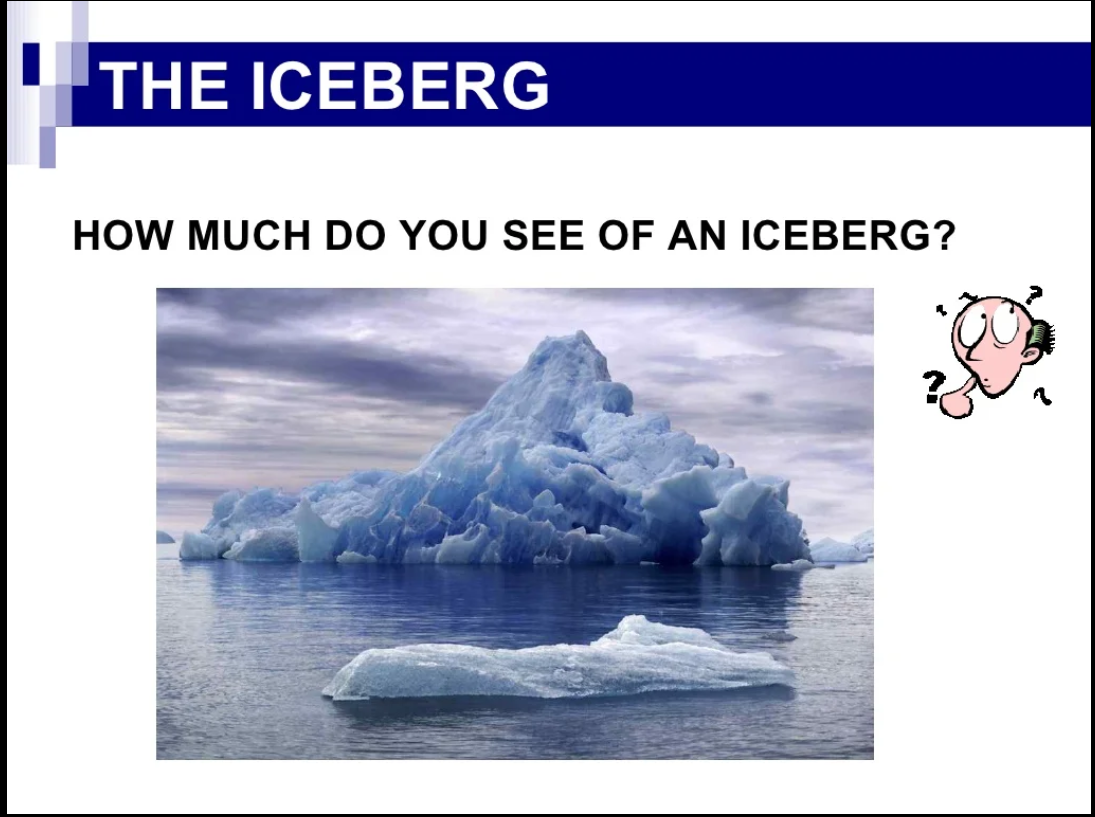 THE ICEBERG
HOW MUCH DO YOU SEE OF AN ICEBERG?
? ? ? ?